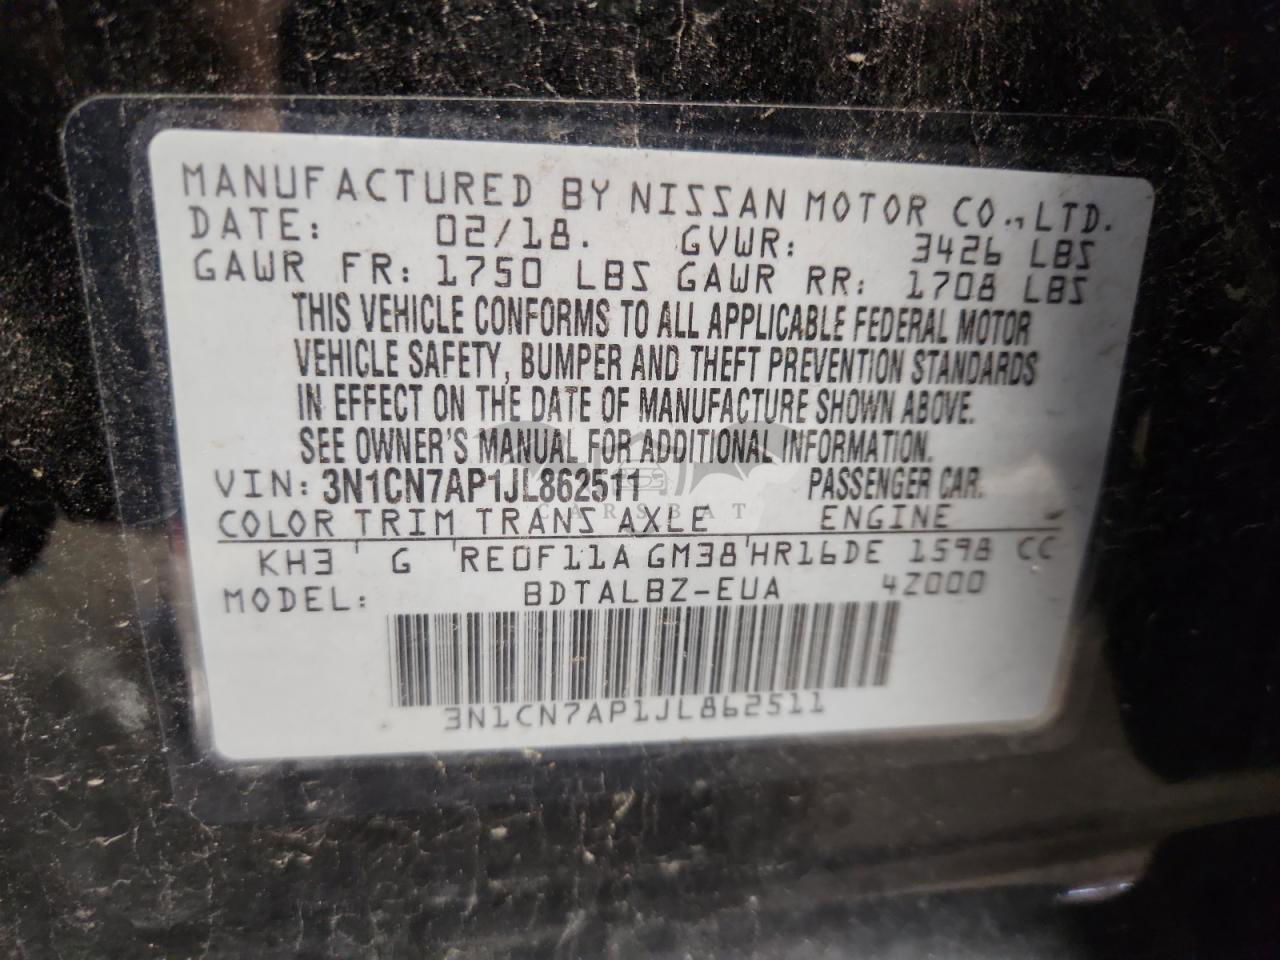 MANUFACTURED BY NISSAN MOTOR CO., LTD.
DATE: 02/18. GVWR: 3426 LBS
GAWR FR: 1750 LBS GAWR RR: 1708 LBS
THIS VEHICLE CONFORMS TO ALL APPLICABLE FEDERAL MOTOR
VEHICLE SAFETY, BUMPER AND THEFT PREVENTION STANDARDS
IN EFFECT ON THE DATE OF MANUFACTURE SHOWN ABOVE.
SEE OWNER'S MANUAL FOR ADDITIONAL INFORMATION.
VIN: 3N1CN7AP1JL862511 PASSENGER CAR.
CARSBAT
COLOR TRIM TRANS AXLE ENGINE
KH3 G RE0F11A GM38 HR16DE 1598 CC
MODEL: BDTALBZ-EUA 4Z000
3N1CN7AP1JL862511